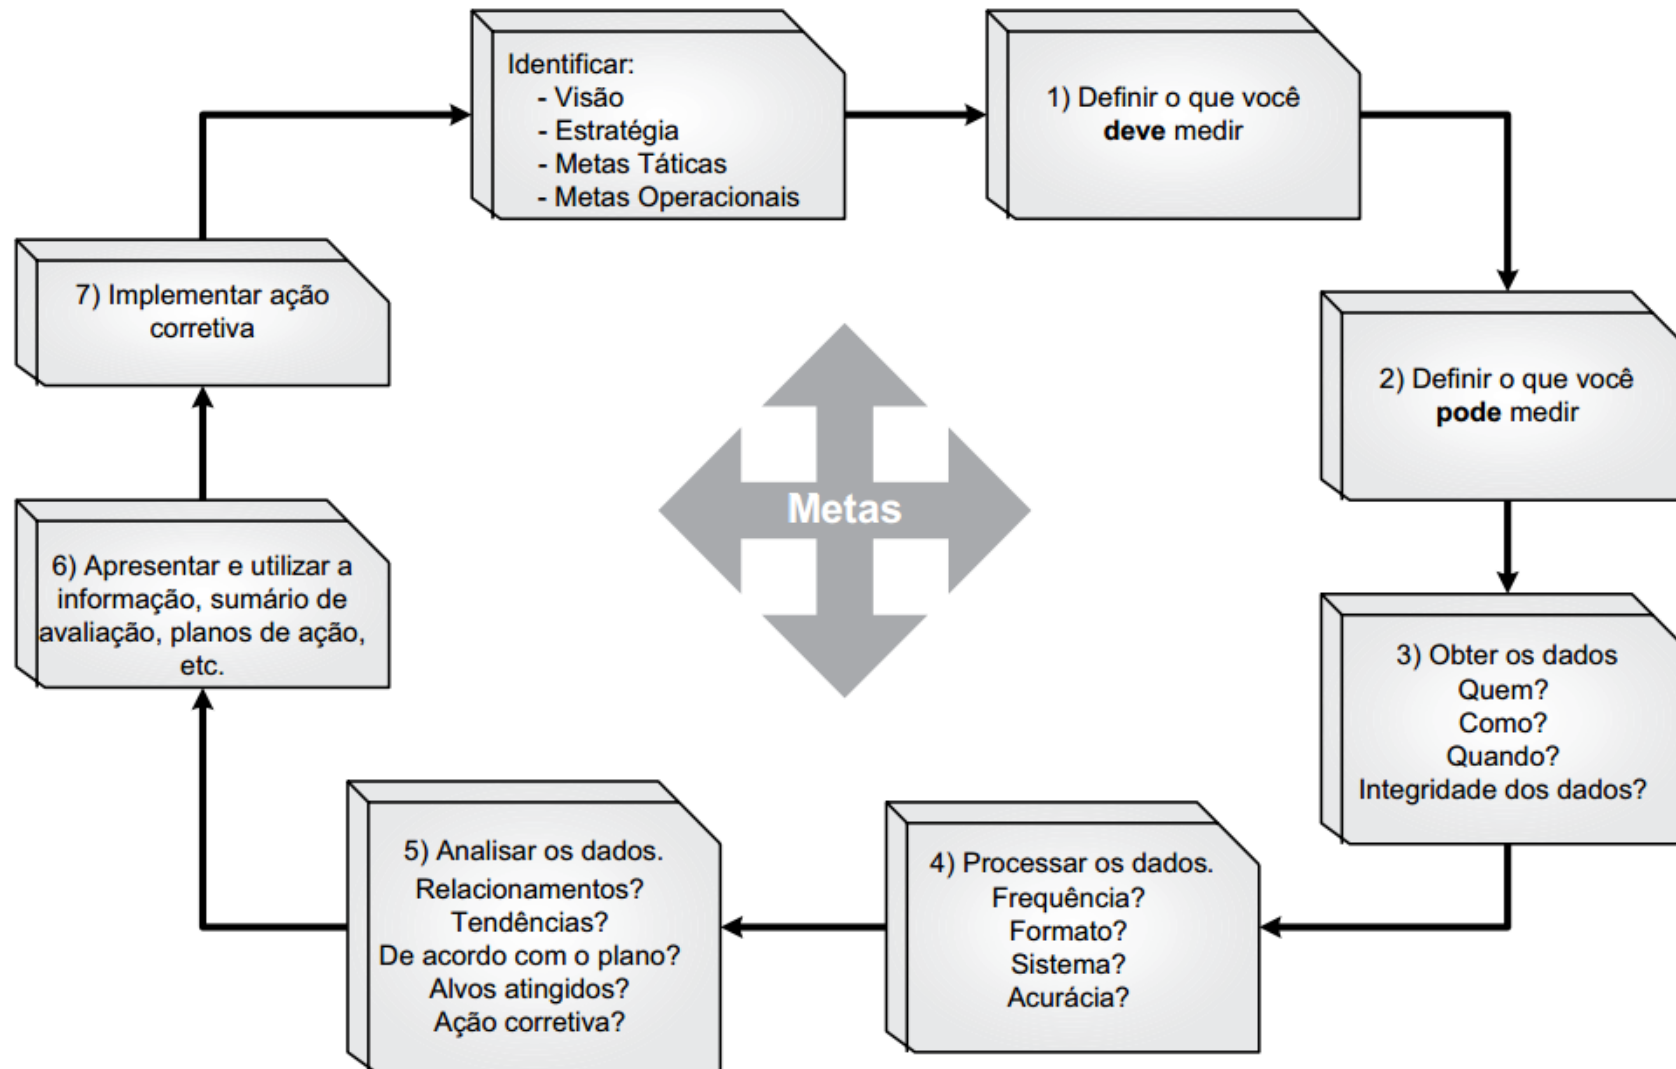 Identificar:
- Visão
- Estratégia
- Metas Táticas
- Metas Operacionais
1) Definir o que você
deve medir
2) Definir o que você
pode medir
3) Obter os dados
Quem?
Como?
Quando?
Integridade dos dados?
4) Processar os dados.
Frequência?
Formato?
Sistema?
Acurácia?
5) Analisar os dados.
Relacionamentos?
Tendências?
De acordo com o plano?
Alvos atingidos?
Ação corretiva?
6) Apresentar e utilizar a
informação, sumário de
avaliação, planos de ação,
etc.
7) Implementar ação
corretiva
Metas